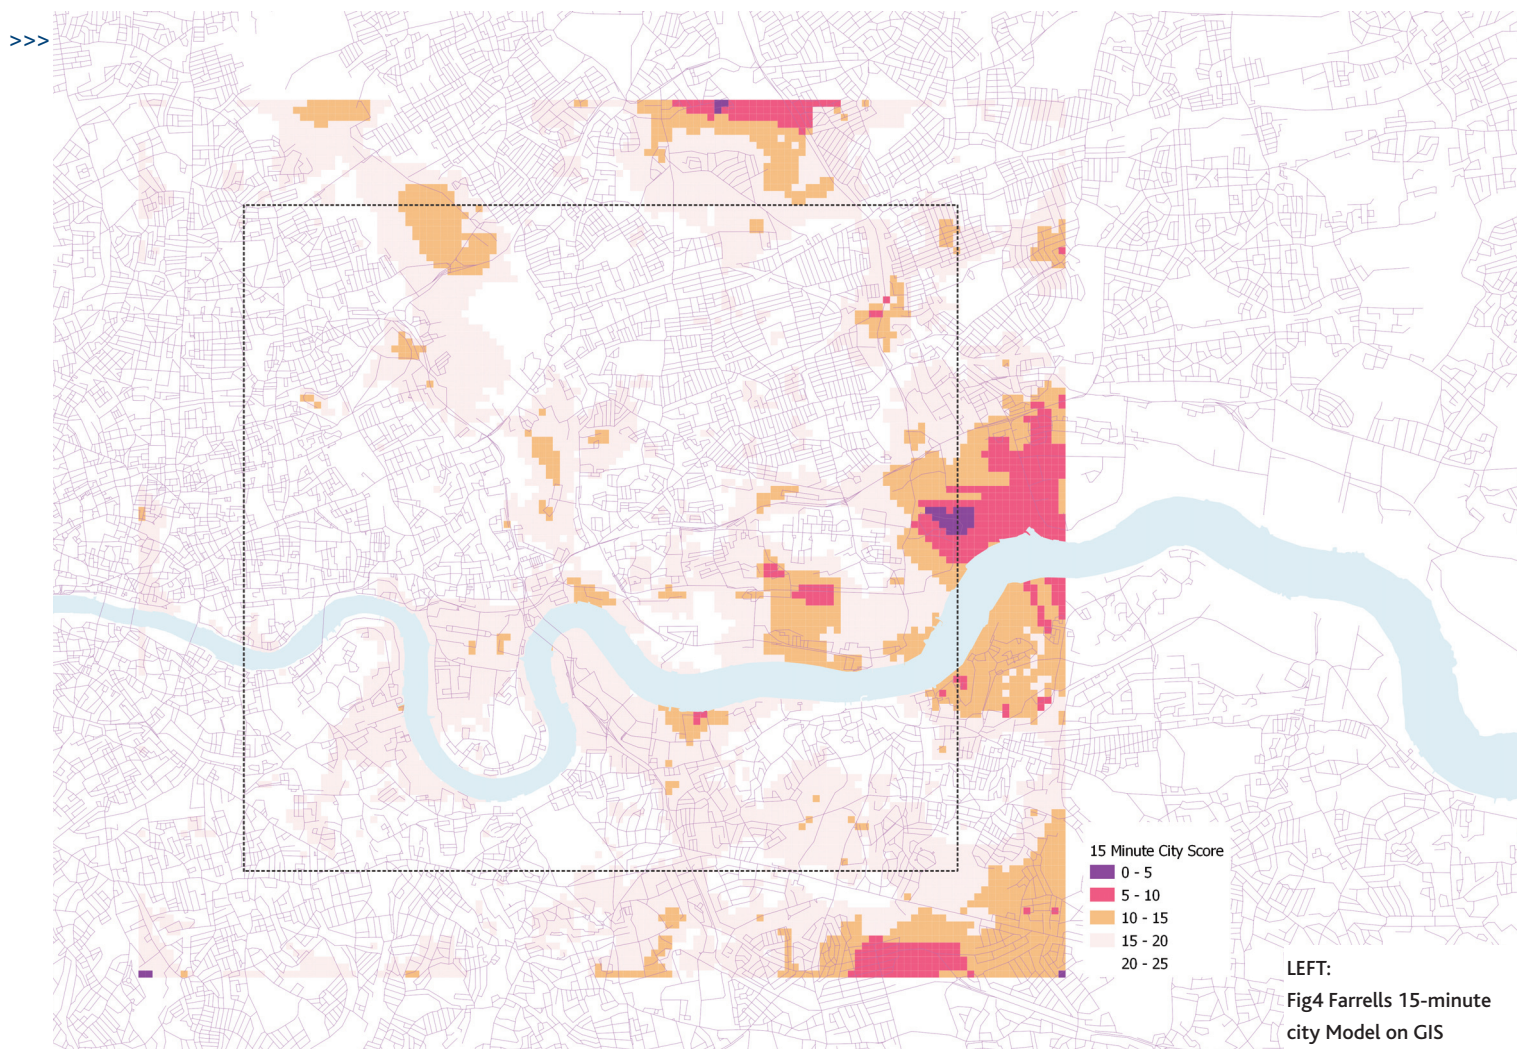 >>>
15 Minute City Score
0 - 5
5 - 10
10 - 15
15 - 20
20 - 25
LEFT:
Fig4 Farrells 15-minute
city Model on GIS